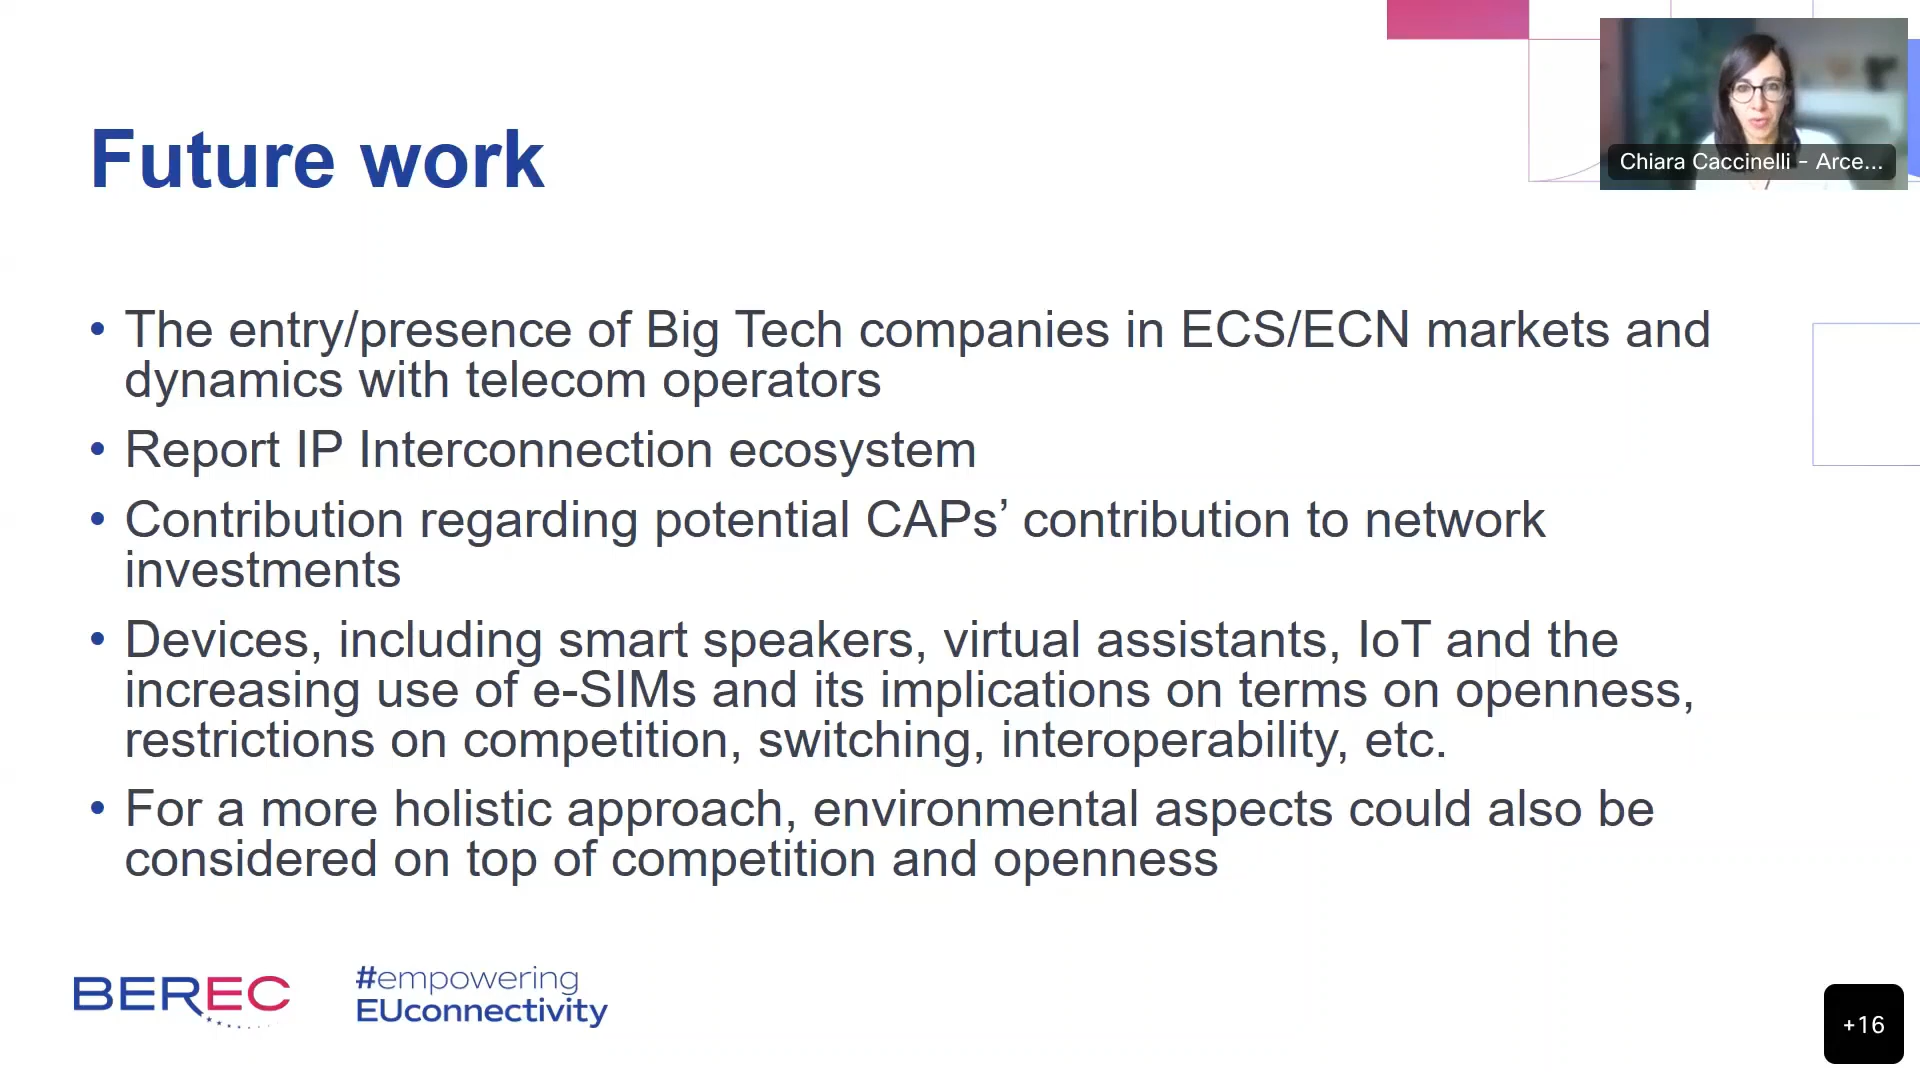 Chiara Caccinelli - Arce...
Future work
• The entry/presence of Big Tech companies in ECS/ECN markets and
dynamics with telecom operators
• Report IP Interconnection ecosystem
• Contribution regarding potential CAPs’ contribution to network
investments
• Devices, including smart speakers, virtual assistants, IoT and the
increasing use of e-SIMs and its implications on terms on openness,
restrictions on competition, switching, interoperability, etc.
• For a more holistic approach, environmental aspects could also be
considered on top of competition and openness
BEREC
#empowering
EUconnectivity
+16